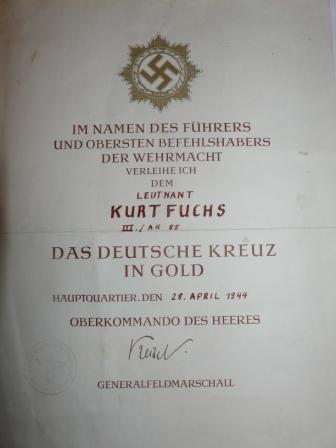 IM NAMEN DES FÜHRERS
UND OBERSTEN BEFEHLSHABERS
DER WEHRMACHT
VERLEIHE ICH
DEM
LEUTNANT
KURT FUCHS
III./AR 85
DAS DEUTSCHE KREUZ
IN GOLD
HAUPTQUARTIER, DEN 28. APRIL 1944
OBERKOMMANDO DES HEERES
GENERALFELDMARSCHALL